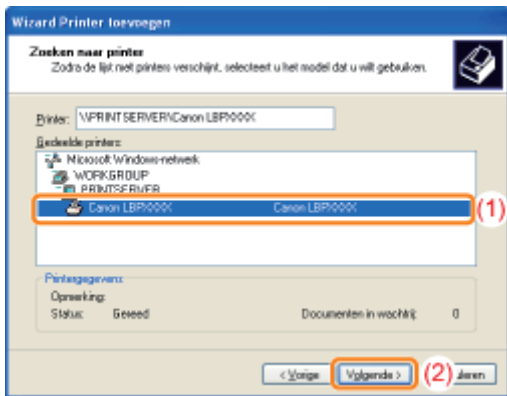 Wizard Printer toevoegen
Zoeken naar printer
Zodra de lijst met printers verschijnt, selecteert u het model dat u wilt gebruiken.
Printer: \\PRINTSERVER\Canon LBPXXXX
Gedeelde printers:
Microsoft Windows-netwerk
WORKGROUP
PRINTSERVER
Canon LBPXXXX Canon LBPXXXX (1)
Printergegevens
Opmerking:
Status: Gereed Documenten in wachtrij: 0
< Vorige Volgende > (2)